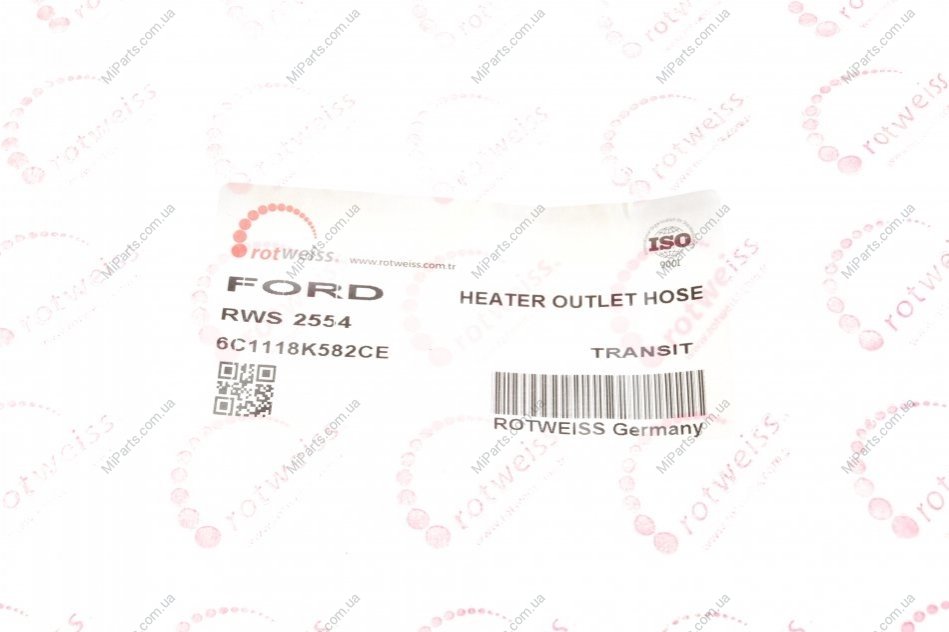 rotweiss.
www.rotweiss.com.tr
ISO
9001
FORD
HEATER OUTLET HOSE
RWS 2554
6C1118K582CE
TRANSIT
ROTWEISS Germany
MiParts.com.ua